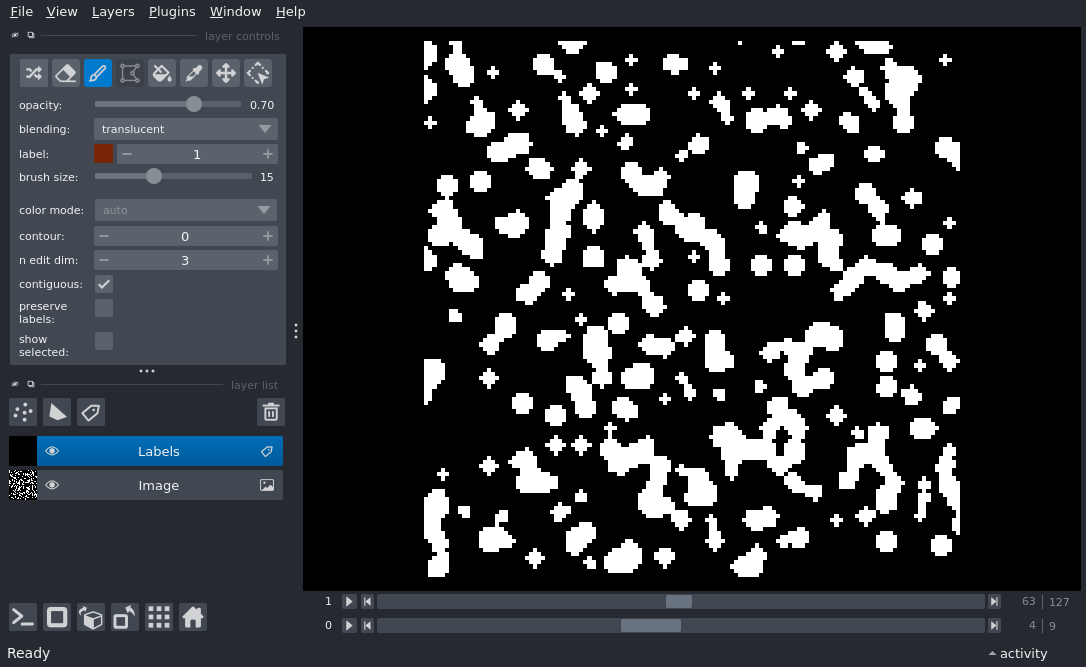 File View Layers Plugins Window Help
layer controls
opacity: 0.70
blending: translucent
label: 1
brush size: 15
color mode: auto
contour: 0
n edit dim: 3
contiguous:
preserve
labels:
show
selected:
layer list
Labels
Image
1 63 127
0 4 9
Ready activity